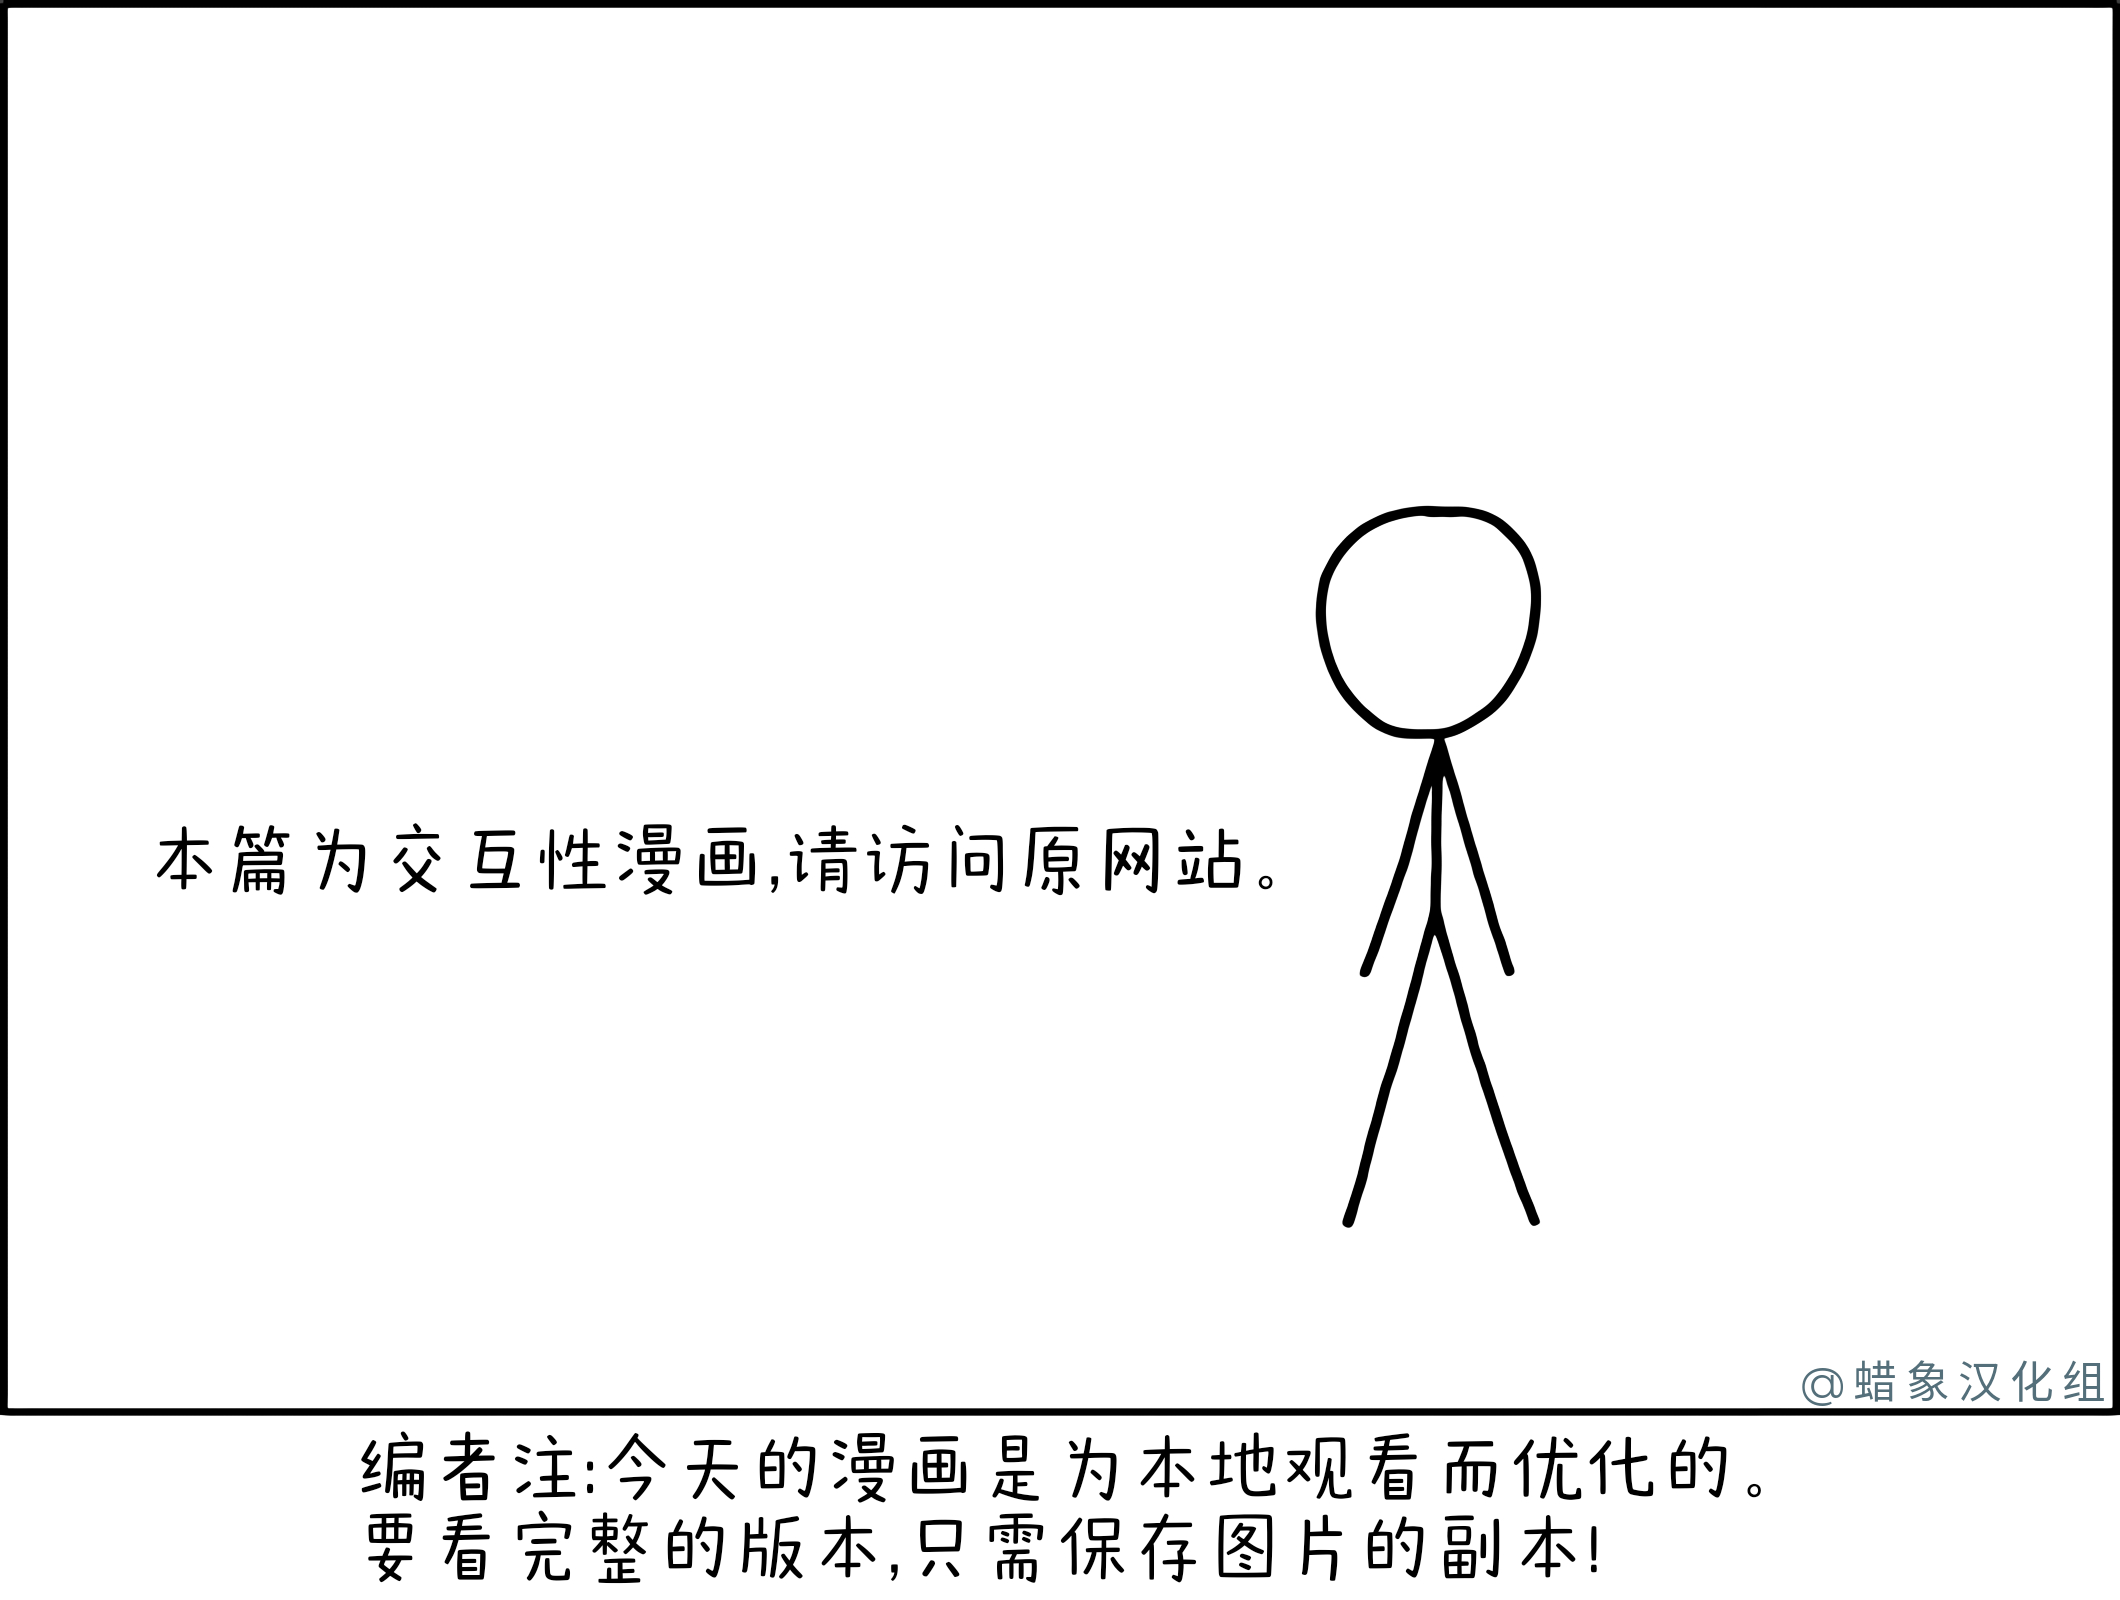 本篇为交互性漫画,请访问原网站。
@蜡象汉化组
编者注:今天的漫画是为本地观看而优化的。
要看完整的版本,只需保存图片的副本!